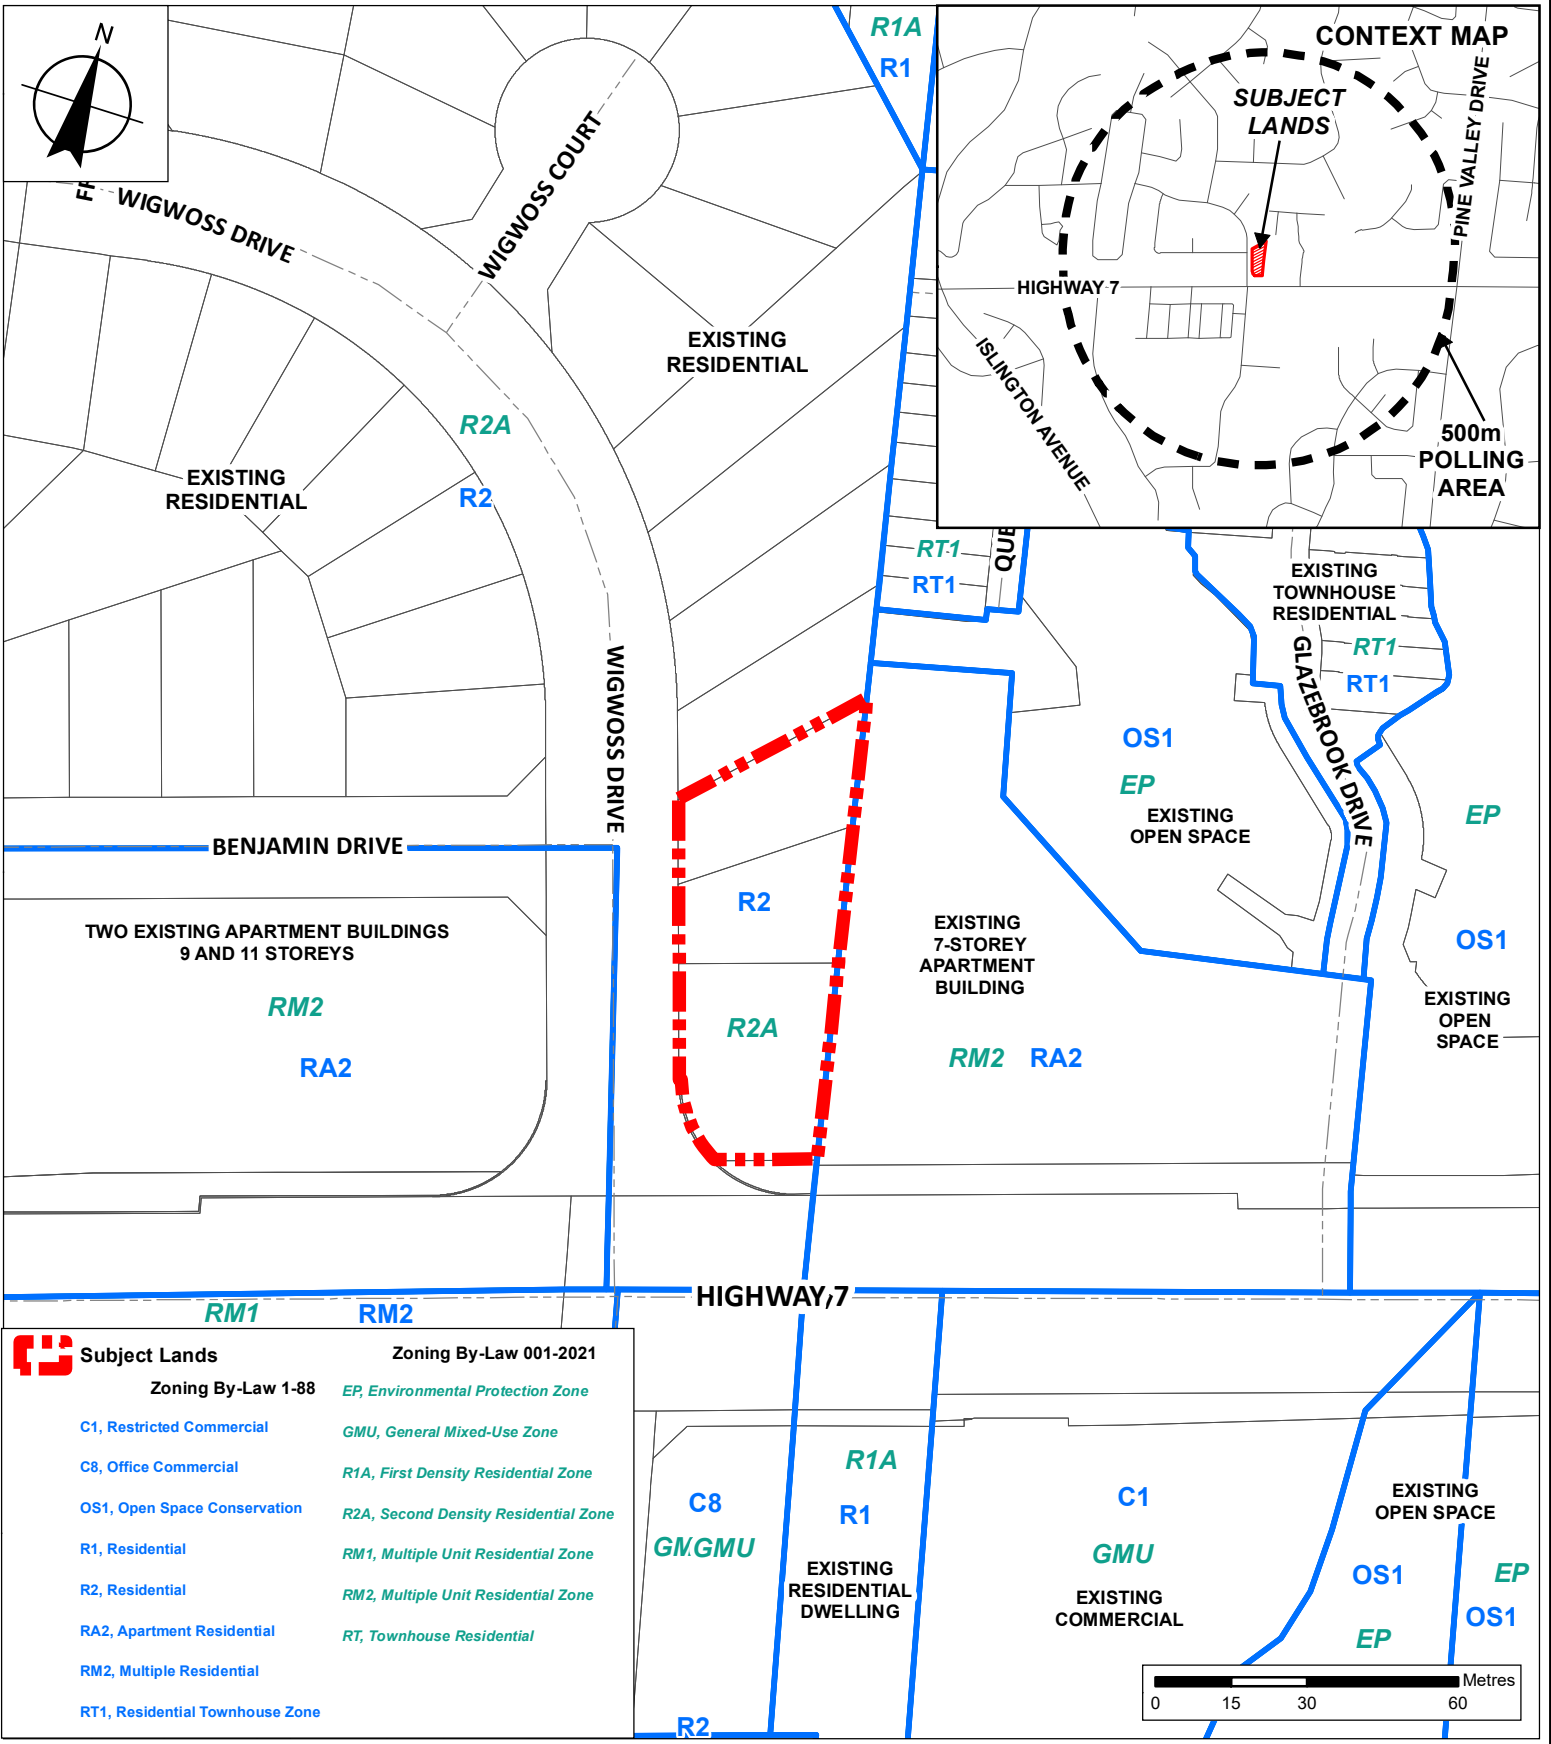 N
R1A
R1
CONTEXT MAP
SUBJECT
LANDS
PINE VALLEY DRIVE
HIGHWAY 7
ISLINGTON AVENUE
500m
POLLING
AREA
WIGWOSS DRIVE
WIGWOSS COURT
EXISTING
RESIDENTIAL
R2A
EXISTING
RESIDENTIAL
R2
RT1
RT1
QUE
EXISTING
TOWNHOUSE
RESIDENTIAL
RT1
RT1
GLAZEBROOK DRIVE
WIGWOSS DRIVE
OS1
EP
EXISTING
OPEN SPACE
EP
BENJAMIN DRIVE
R2
TWO EXISTING APARTMENT BUILDINGS
9 AND 11 STOREYS
EXISTING
7-STOREY
APARTMENT
BUILDING
OS1
RM2
R2A
EXISTING
OPEN
SPACE
RA2
RM2 RA2
HIGHWAY 7
RM1 RM2
Subject Lands
Zoning By-Law 1-88
C1, Restricted Commercial
C8, Office Commercial
OS1, Open Space Conservation
R1, Residential
R2, Residential
RA2, Apartment Residential
RM2, Multiple Residential
RT1, Residential Townhouse Zone
Zoning By-Law 001-2021
EP, Environmental Protection Zone
GMU, General Mixed-Use Zone
R1A, First Density Residential Zone
R2A, Second Density Residential Zone
RM1, Multiple Unit Residential Zone
RM2, Multiple Unit Residential Zone
RT, Townhouse Residential
C8
GMU
R1A
R1
EXISTING
RESIDENTIAL
DWELLING
C1
GMU
EXISTING
COMMERCIAL
EXISTING
OPEN SPACE
OS1
EP
EP
OS1
R2
Metres
0 15 30 60